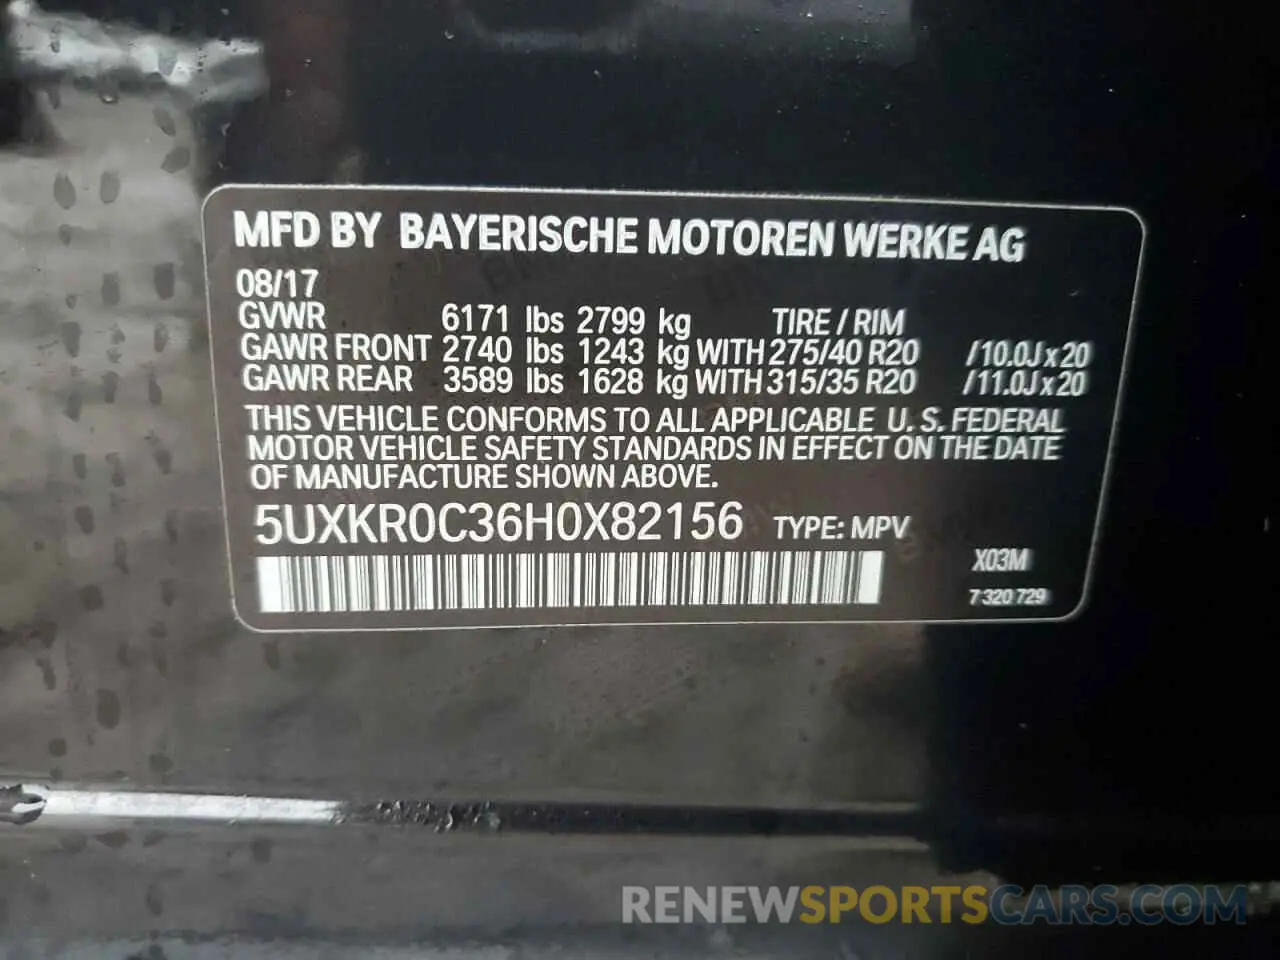 MFD BY BAYERISCHE MOTOREN WERKE AG
08/17
GVWR 6171 lbs 2799 kg TIRE / RIM
GAWR FRONT 2740 lbs 1243 kg WITH 275/40 R20 /10.0J x 20
GAWR REAR 3589 lbs 1628 kg WITH 315/35 R20 /11.0J x 20
THIS VEHICLE CONFORMS TO ALL APPLICABLE U.S. FEDERAL
MOTOR VEHICLE SAFETY STANDARDS IN EFFECT ON THE DATE
OF MANUFACTURE SHOWN ABOVE.
5UXKR0C36H0X82156 TYPE: MPV
X03M
7 320 729
RENEWSPORTSCARS.COM